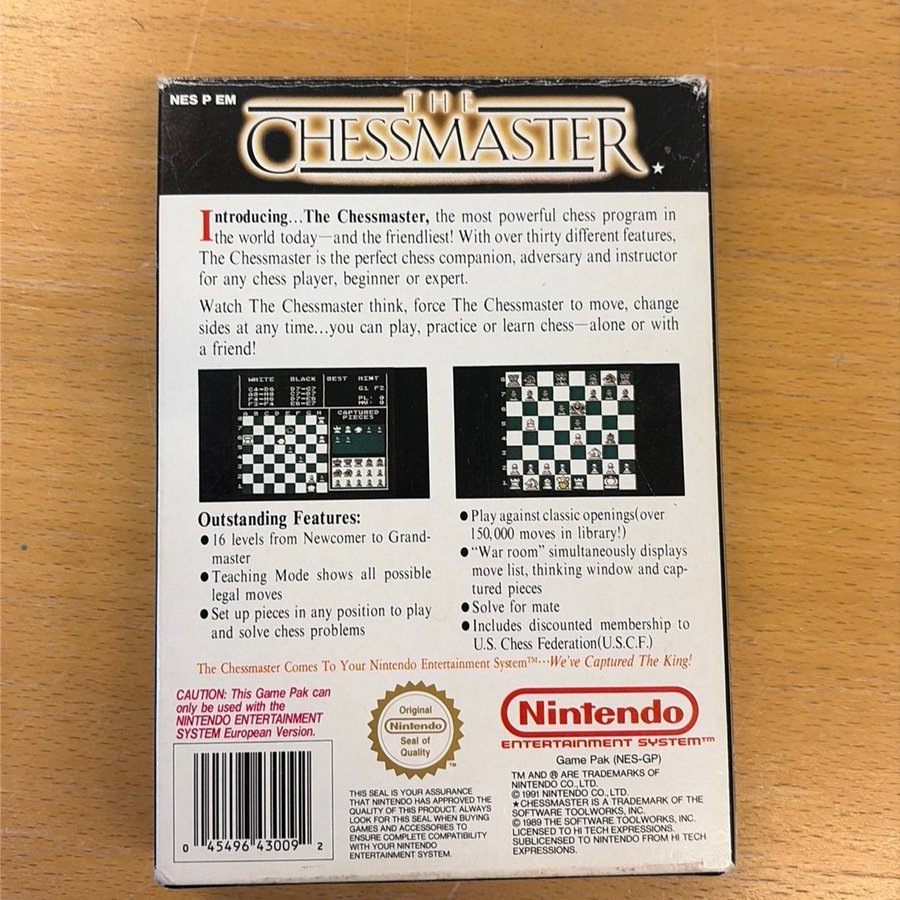 NES P EM
THE
CHESSMASTER
★
Introducing...The Chessmaster, the most powerful chess program in
the world today—and the friendliest! With over thirty different features,
The Chessmaster is the perfect chess companion, adversary and instructor
for any chess player, beginner or expert.
Watch The Chessmaster think, force The Chessmaster to move, change
sides at any time...you can play, practice or learn chess—alone or with
a friend!
WHITE BLACK BEST HINT
CAPTURED
PIECES
Outstanding Features:
● 16 levels from Newcomer to Grand-
master
● Teaching Mode shows all possible
legal moves
● Set up pieces in any position to play
and solve chess problems
● Play against classic openings(over
150,000 moves in library!)
● "War room" simultaneously displays
move list, thinking window and cap-
tured pieces
● Solve for mate
● Includes discounted membership to
U.S. Chess Federation(U.S.C.F.)
The Chessmaster Comes To Your Nintendo Entertainment System™...We've Captured The King!
CAUTION: This Game Pak can
only be used with the
NINTENDO ENTERTAINMENT
SYSTEM European Version.
0 45496 43009 2
Original
Nintendo
Seal of
Quality
TM
THIS SEAL IS YOUR ASSURANCE
THAT NINTENDO HAS APPROVED THE
QUALITY OF THIS PRODUCT. ALWAYS
LOOK FOR THIS SEAL WHEN BUYING
GAMES AND ACCESSORIES TO
ENSURE COMPLETE COMPATIBILITY
WITH YOUR NINTENDO
ENTERTAINMENT SYSTEM.
Nintendo
ENTERTAINMENT SYSTEM™
Game Pak (NES-GP)
TM AND ® ARE TRADEMARKS OF
NINTENDO CO., LTD.
© 1991 NINTENDO CO., LTD.
★CHESSMASTER IS A TRADEMARK OF THE
SOFTWARE TOOLWORKS, INC.
© 1989 THE SOFTWARE TOOLWORKS, INC.
LICENSED TO HI TECH EXPRESSIONS.
SUBLICENSED TO NINTENDO FROM HI TECH
EXPRESSIONS.